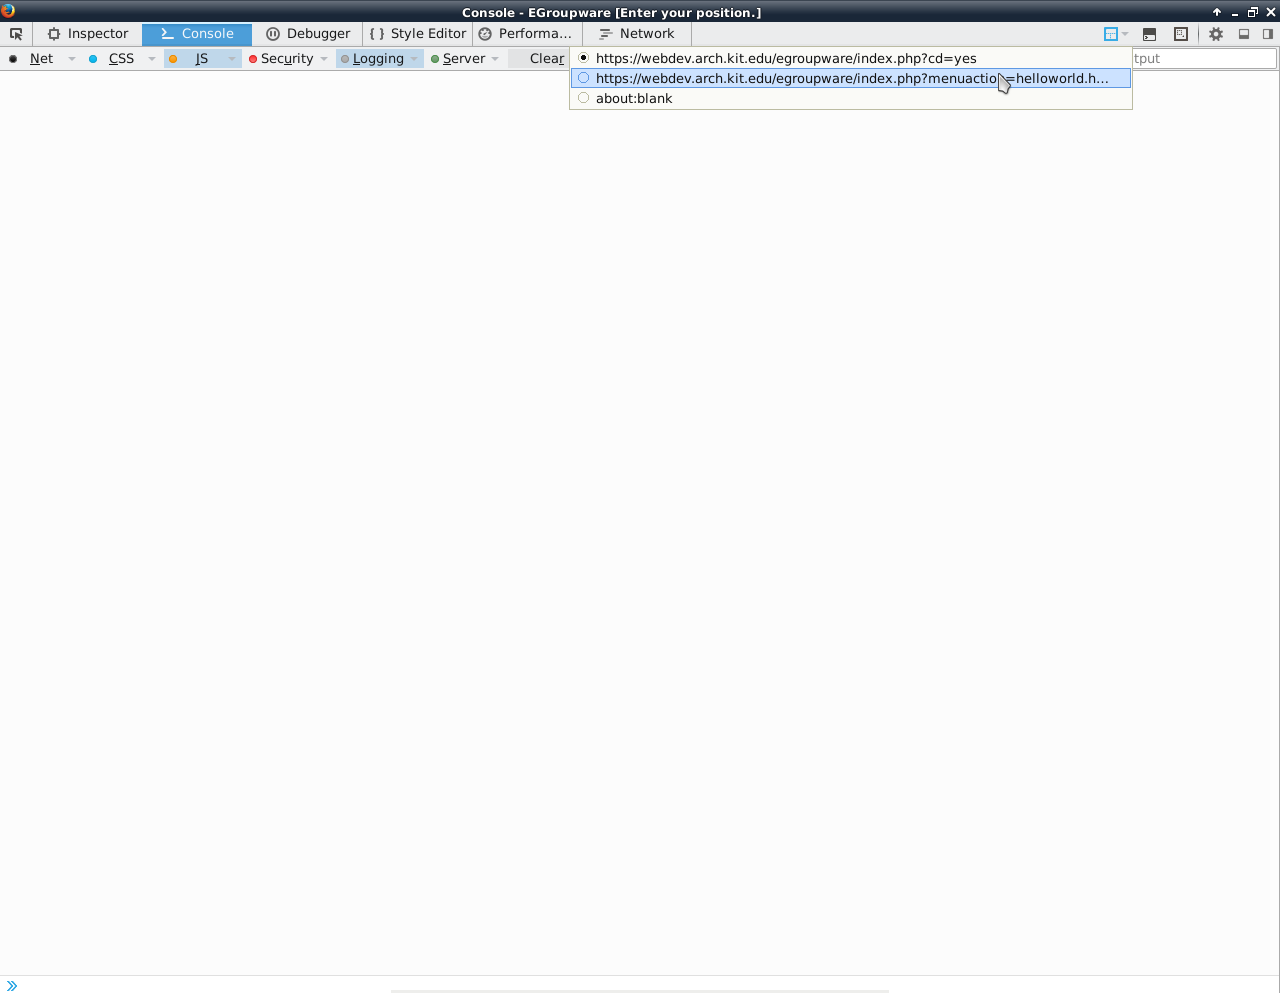 Console - EGroupware [Enter your position.]
Inspector Console Debugger Style Editor Performa... Network
Net CSS JS Security Logging Server Clear https://webdev.arch.kit.edu/egroupware/index.php?cd=yes tput
https://webdev.arch.kit.edu/egroupware/index.php?menuaction=helloworld.h...
about:blank